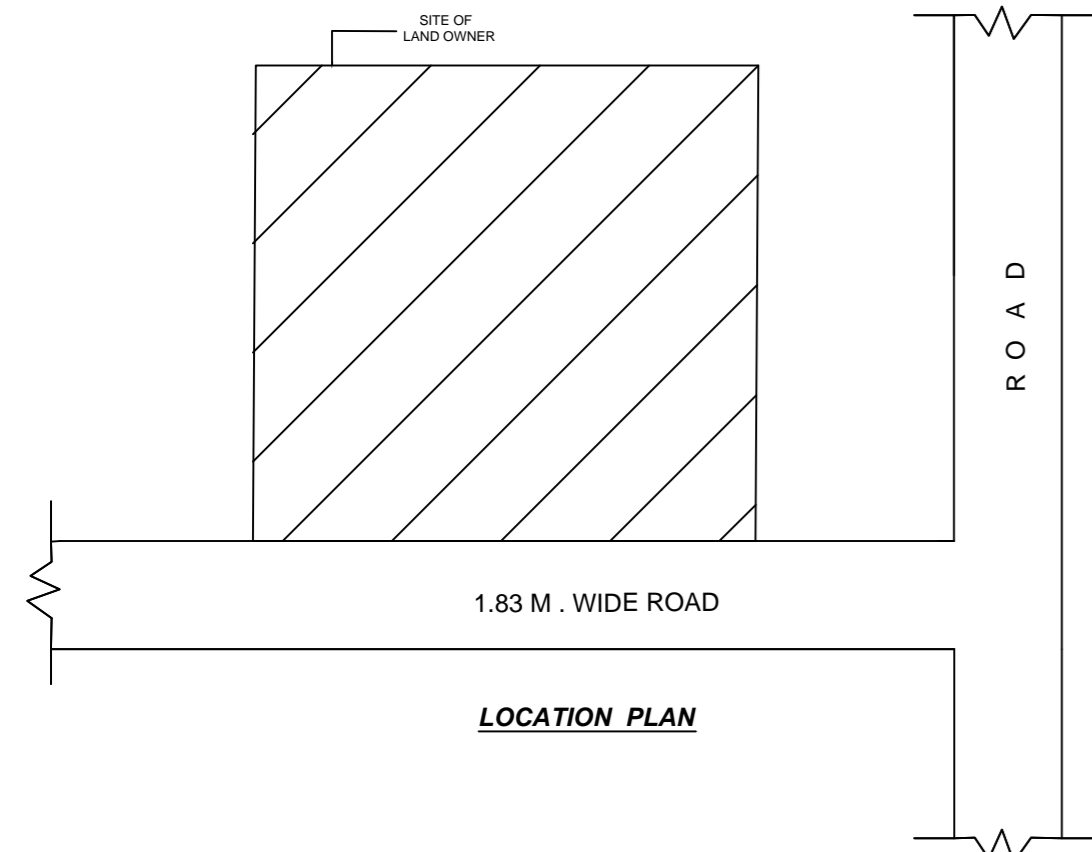 SITE OF
LAND OWNER
R O A D
1.83 M . WIDE ROAD
LOCATION PLAN